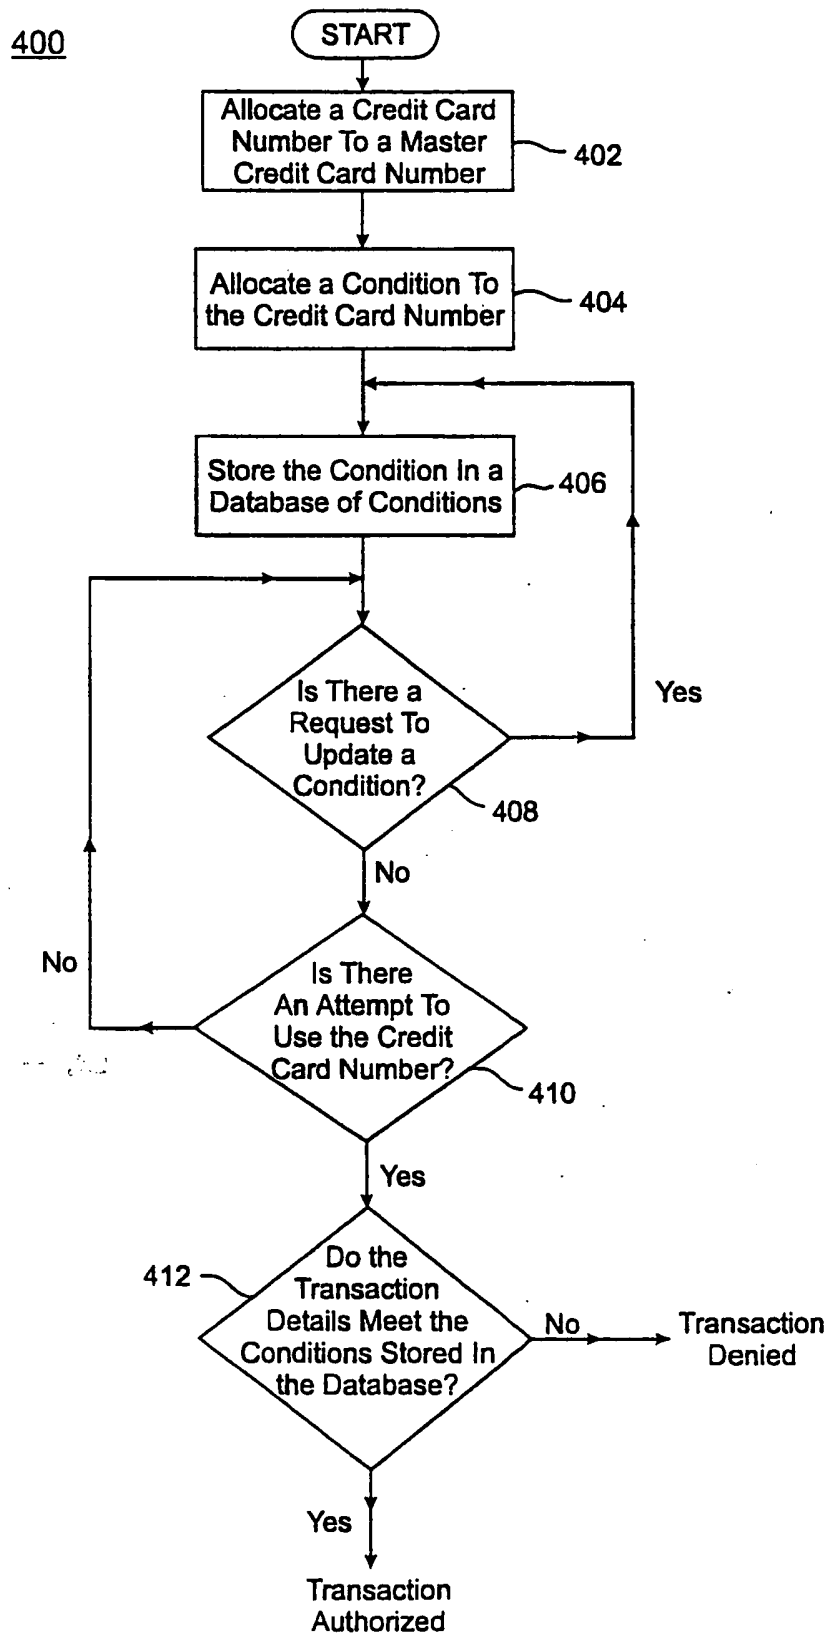 400
START
Allocate a Credit Card
Number To a Master
Credit Card Number
402
Allocate a Condition To
the Credit Card Number
404
Store the Condition In a
Database of Conditions
406
Is There a
Request To
Update a
Condition?
Yes
408
No
Is There
An Attempt To
Use the Credit
Card Number?
No
410
Yes
412
Do the
Transaction
Details Meet the
Conditions Stored In
the Database?
No
Transaction
Denied
Yes
Transaction
Authorized